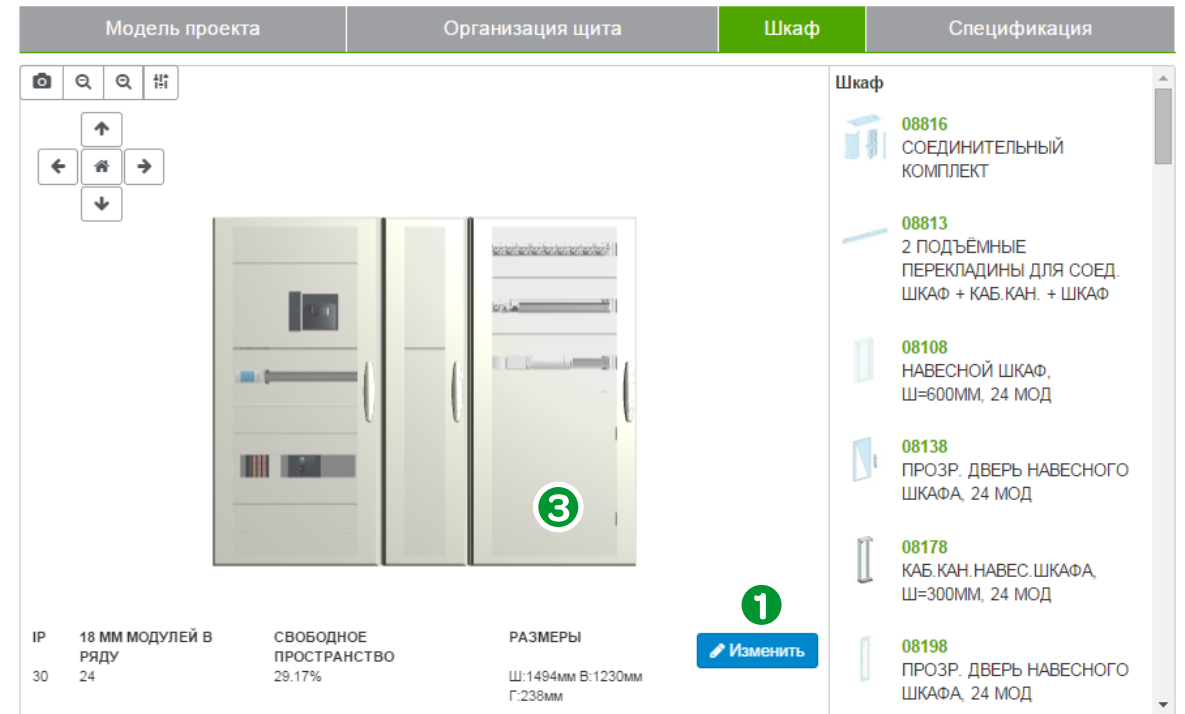 Модель проекта
Организация щита
Шкаф
Спецификация
Шкаф
08816
СОЕДИНИТЕЛЬНЫЙ
КОМПЛЕКТ
08813
2 ПОДЪЁМНЫЕ
ПЕРЕКЛАДИНЫ ДЛЯ СОЕД.
ШКАФ + КАБ.КАН. + ШКАФ
08108
НАВЕСНОЙ ШКАФ,
Ш=600ММ, 24 МОД
08138
ПРОЗР. ДВЕРЬ НАВЕСНОГО
ШКАФА, 24 МОД
08178
КАБ.КАН.НАВЕС.ШКАФА,
Ш=300ММ, 24 МОД
08198
ПРОЗР. ДВЕРЬ НАВЕСНОГО
ШКАФА, 24 МОД
3
1
IP
30
18 ММ МОДУЛЕЙ В
РЯДУ
24
СВОБОДНОЕ
ПРОСТРАНСТВО
29.17%
РАЗМЕРЫ
Ш:1494мм В:1230мм
Г:238мм
Изменить